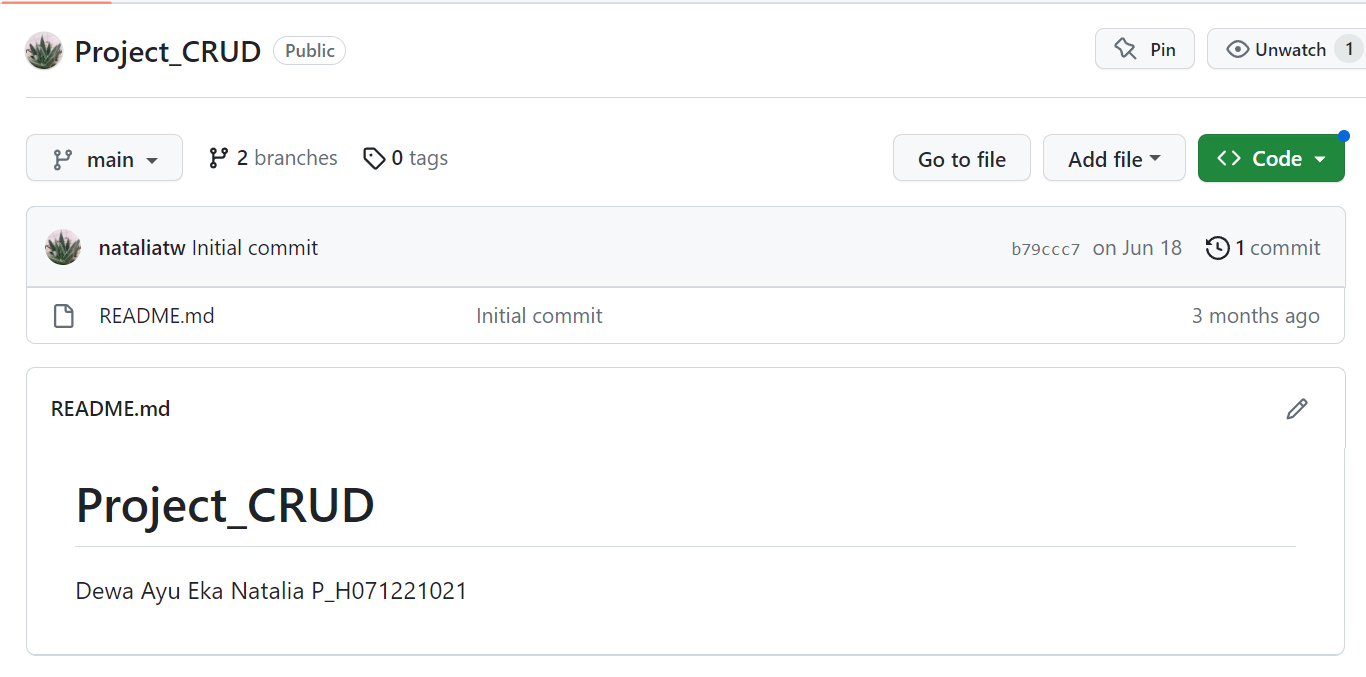 Project_CRUD Public Pin Unwatch 1
main 2 branches 0 tags Go to file Add file Code
nataliatw Initial commit b79ccc7 on Jun 18 1 commit
README.md Initial commit 3 months ago
README.md
Project_CRUD
Dewa Ayu Eka Natalia P_H071221021